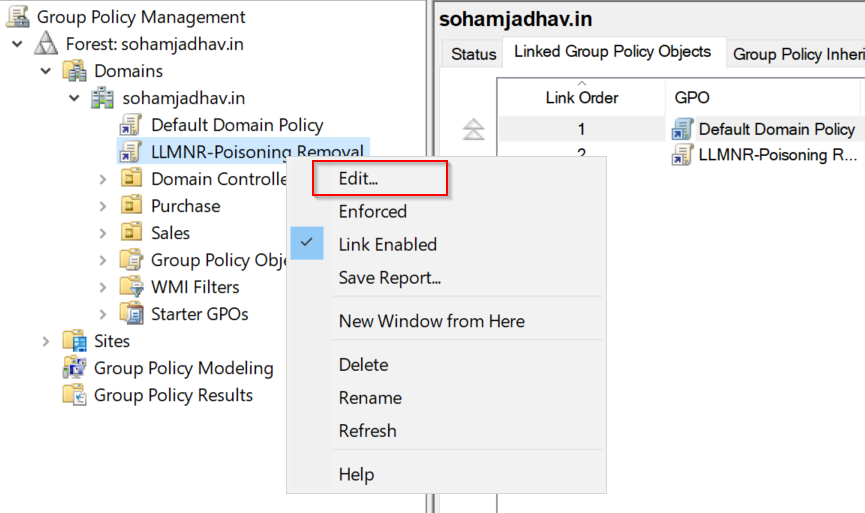 Group Policy Management
Forest: sohamjadhav.in
Domains
sohamjadhav.in
Default Domain Policy
LLMNR-Poisoning Removal
Domain Controlle
Purchase
Sales
Group Policy Obje
WMI Filters
Starter GPOs
Sites
Group Policy Modeling
Group Policy Results
Edit...
Enforced
Link Enabled
Save Report...
New Window from Here
Delete
Rename
Refresh
Help
sohamjadhav.in
Status Linked Group Policy Objects Group Policy Inheri
Link Order GPO
1 Default Domain Policy
2 LLMNR-Poisoning R...